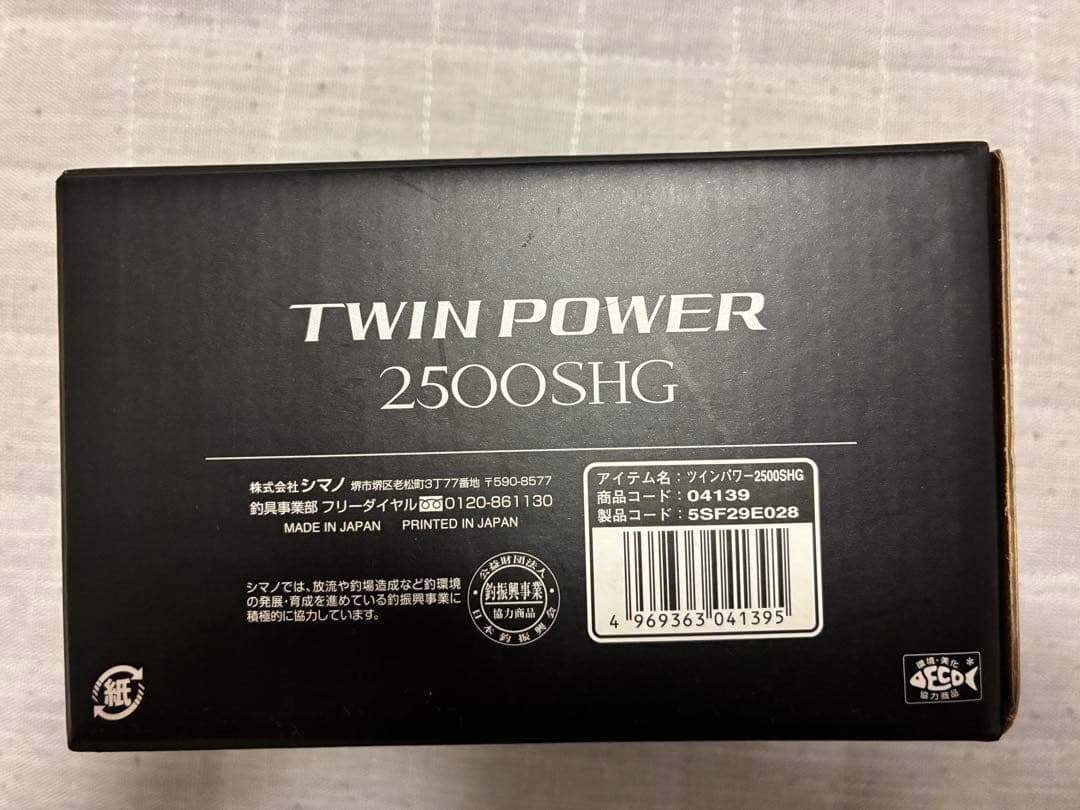 TWIN POWER
2500SHG
株式会社 シマノ 堺市堺区老松町3丁77番地 〒590-8577
釣具事業部 フリーダイヤル 0120-861130
MADE IN JAPAN PRINTED IN JAPAN
シマノでは、放流や釣場造成など釣環境
の発展・育成を進めている釣振興事業に
積極的に協力しています。
公益財団法人
釣振興事業
協力商品
日本釣振興会
アイテム名：ツインパワー2500SHG
商品コード：04139
製品コード：5SF29E028
4 969363 041395
紙
環境・美化
DECO
協力商品